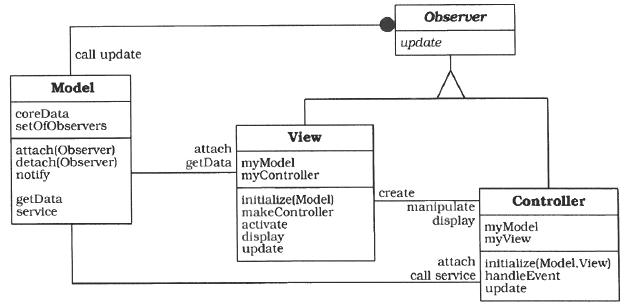 Observer
update
call update
Model
coreData
setOfObservers
attach(Observer)
detach(Observer)
notify
getData
service
attach
getData
View
myModel
myController
initialize(Model)
makeController
activate
display
update
create
manipulate
display
Controller
myModel
myView
initialize(Model,View)
handleEvent
update
attach
call service